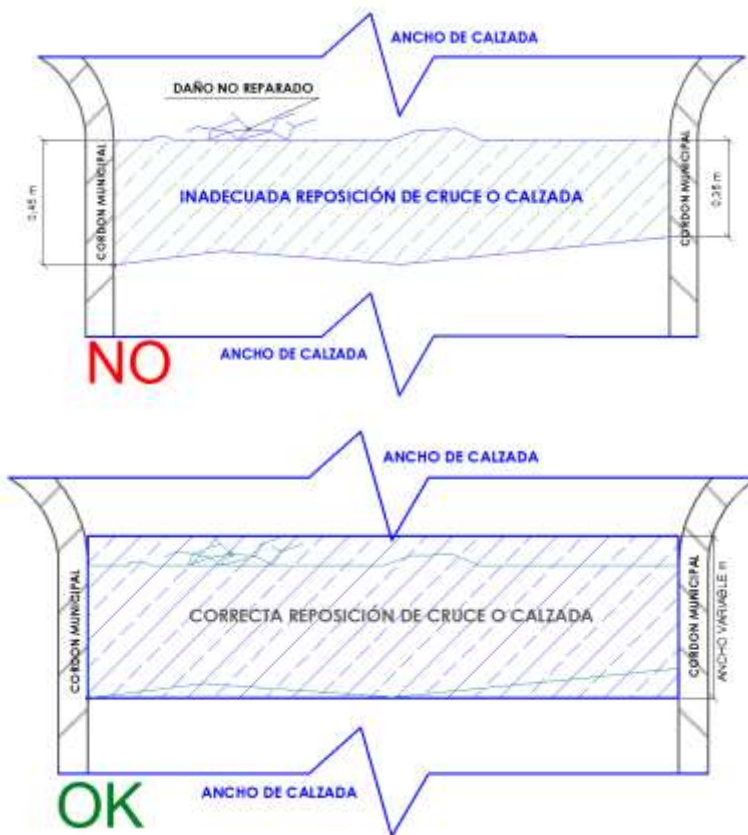 ANCHO DE CALZADA
DAÑO NO REPARADO
0,45 m
CORDON MUNICIPAL
INADECUADA REPOSICIÓN DE CRUCE O CALZADA
CORDON MUNICIPAL
0,35 m
NO
ANCHO DE CALZADA
ANCHO DE CALZADA
CORDON MUNICIPAL
CORRECTA REPOSICIÓN DE CRUCE O CALZADA
CORDON MUNICIPAL
ANCHO VARIABLE m
OK
ANCHO DE CALZADA